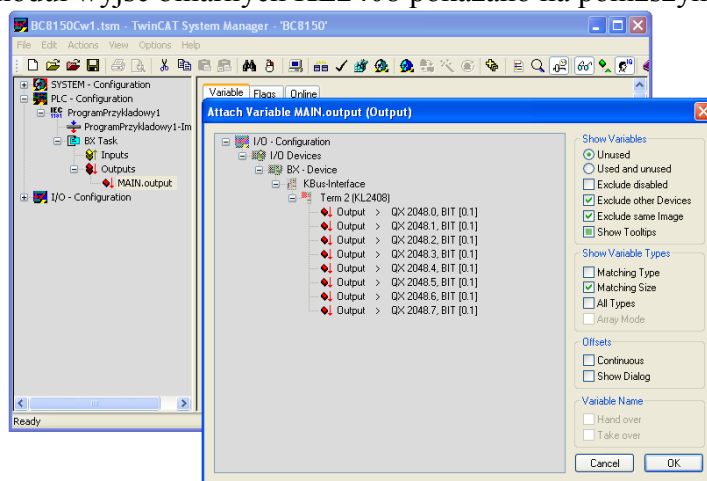 moduł wyjść binarnych KL2408 pokazano na poniższym
BC8150Cw1.tsm - TwinCAT System Manager - 'BC8150'
File Edit Actions View Options Help
SYSTEM - Configuration
PLC - Configuration
ProgramPrzykladowy1
ProgramPrzykladowy1-Im
BX Task
Inputs
Outputs
MAIN.output
I/O - Configuration
Variable Flags Online
Attach Variable MAIN.output (Output)
I/O - Configuration
I/O Devices
BX - Device
KBus-Interface
Term 2 (KL2408)
Output > QX 2048.0, BIT [0.1]
Output > QX 2048.1, BIT [0.1]
Output > QX 2048.2, BIT [0.1]
Output > QX 2048.3, BIT [0.1]
Output > QX 2048.4, BIT [0.1]
Output > QX 2048.5, BIT [0.1]
Output > QX 2048.6, BIT [0.1]
Output > QX 2048.7, BIT [0.1]
Show Variables
Unused
Used and unused
Exclude disabled
Exclude other Devices
Exclude same Image
Show Tooltips
Show Variable Types
Matching Type
Matching Size
All Types
Array Mode
Offsets
Continuous
Show Dialog
Variable Name
Hand over
Take over
Cancel OK
Ready